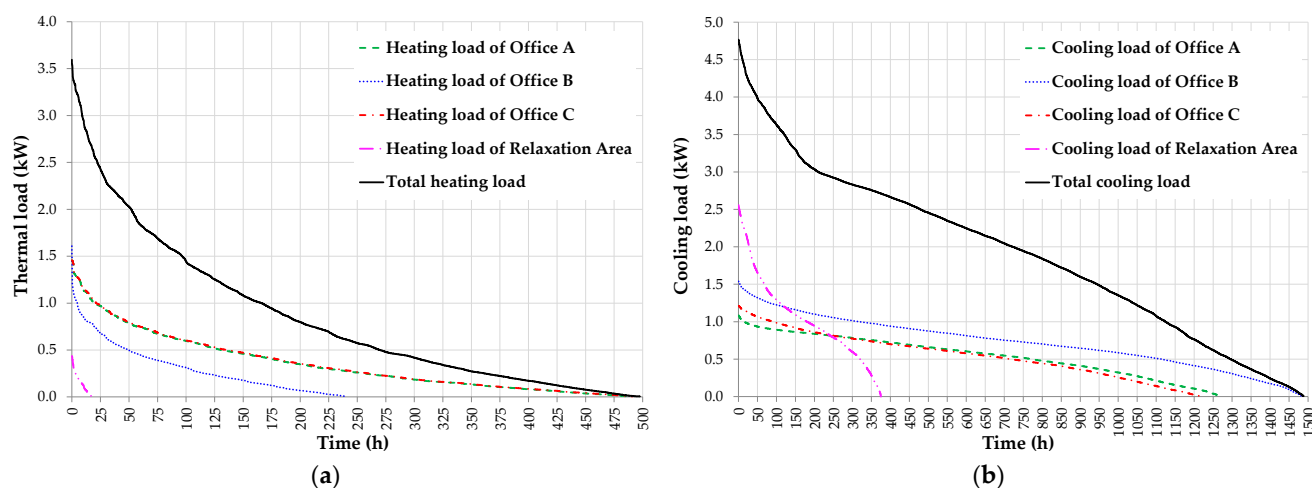 4.0
3.5
3.0
2.5
2.0
1.5
1.0
0.5
0.0
Thermal load (kW)
Heating load of Office A
Heating load of Office B
Heating load of Office C
Heating load of Relaxation Area
Total heating load
0 25 50 75 100 125 150 175 200 225 250 275 300 325 350 375 400 425 450 475 500
Time (h)
(a)
5.0
4.5
4.0
3.5
3.0
2.5
2.0
1.5
1.0
0.5
0.0
Cooling load (kW)
Cooling load of Office A
Cooling load of Office B
Cooling load of Office C
Cooling load of Relaxation Area
Total cooling load
0 50 100 150 200 250 300 350 400 450 500 550 600 650 700 750 800 850 900 950 1000 1050 1100 1150 1200 1250 1300 1350 1400 1450 1500
Time (h)
(b)